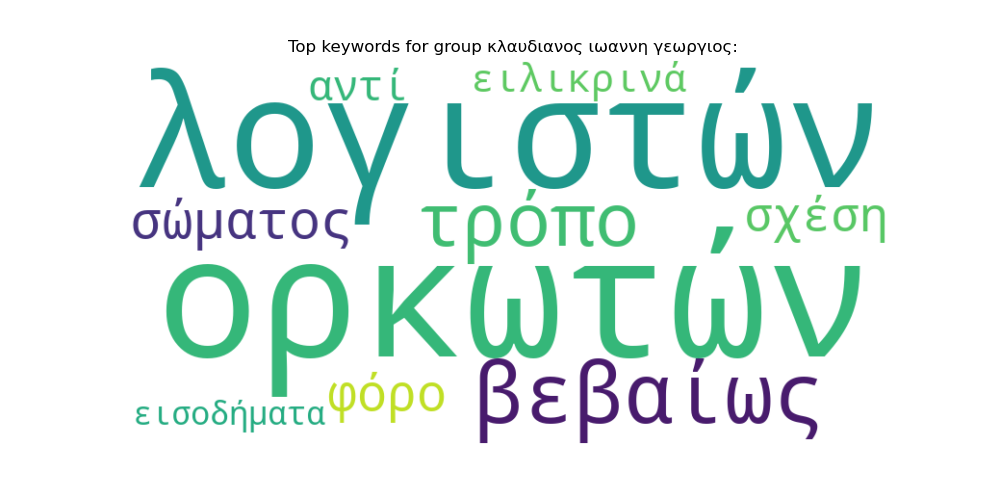 Top keywords for group κλαυδιανος ιωαννη γεωργιος:
αντί ειλικρινά
λογιστών
σώματος τρόπο σχέση
ορκωτών
εισοδήματα φόρο βεβαίως